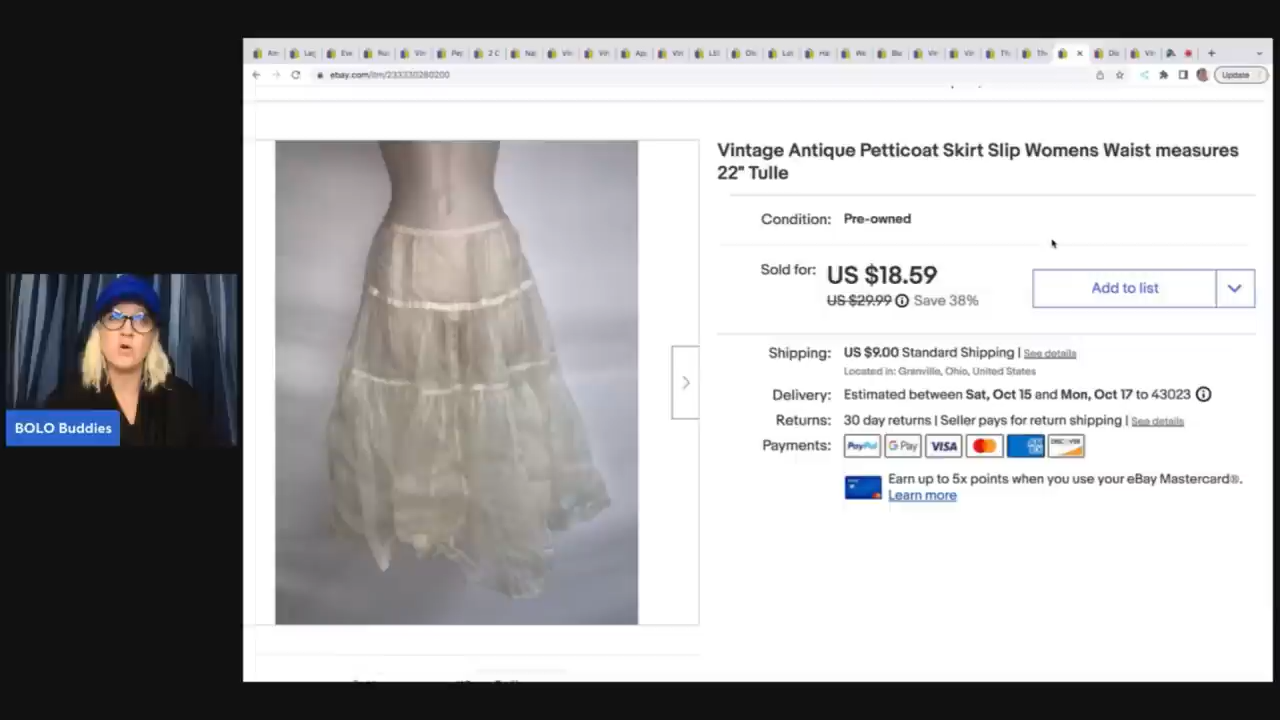 ebay.com/itm/233330280200
Update
Vintage Antique Petticoat Skirt Slip Womens Waist measures
22" Tulle
Condition: Pre-owned
Sold for: US $18.59
US $29.99 Save 38%
Add to list
Shipping: US $9.00 Standard Shipping | See details
Located in: Granville, Ohio, United States
Delivery: Estimated between Sat, Oct 15 and Mon, Oct 17 to 43023
Returns: 30 day returns | Seller pays for return shipping | See details
Payments: PayPal G Pay VISA DISCOVER
Earn up to 5x points when you use your eBay Mastercard®.
Learn more
BOLO Buddies